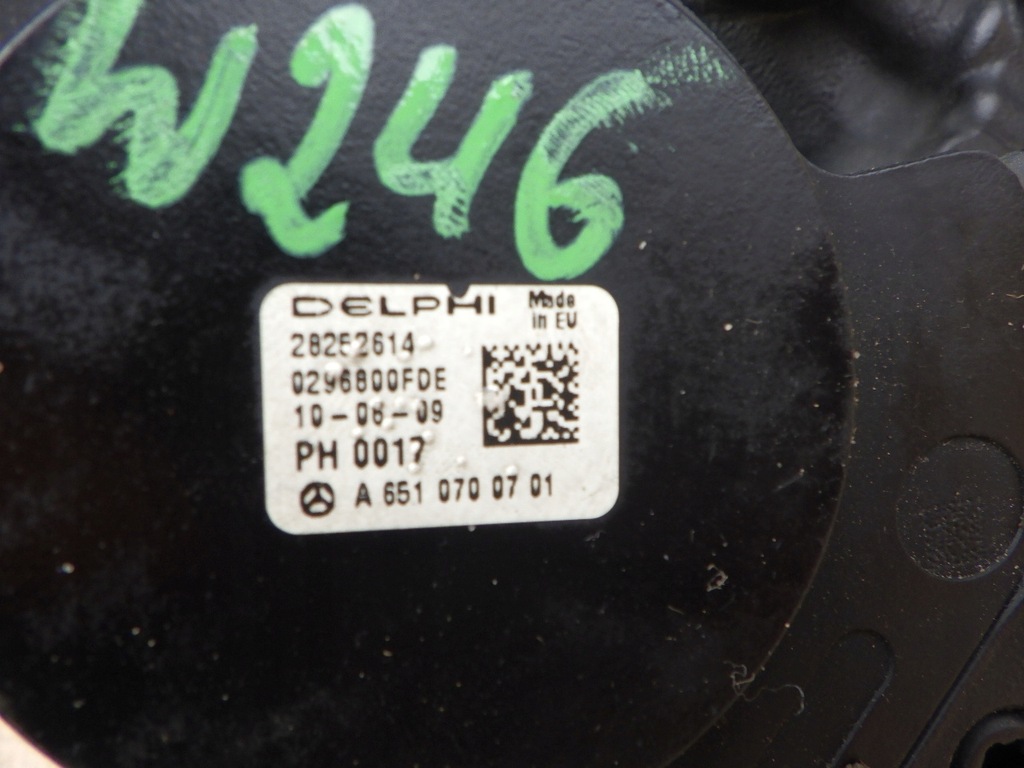 W246
DELPHI Made
in EU
28252614
0296800FDE
10-06-09
PH 0017
A 651 070 07 01